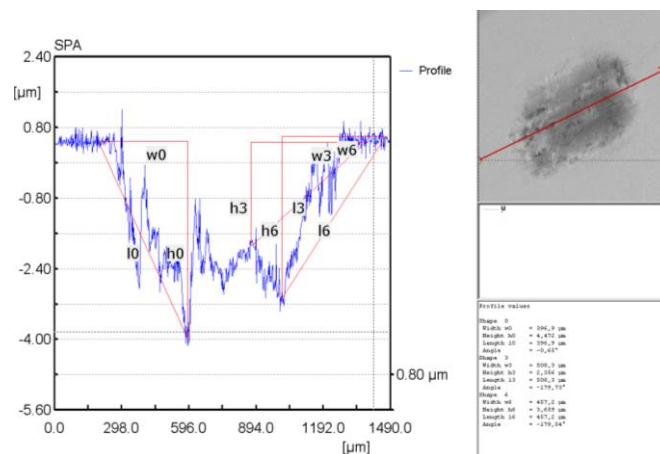 SPA
2.40
[µm]
0.80
-0.80
-2.40
-4.00
-5.60
Profile
w0
w3
w6
h3
l3
h6
l0
h0
l6
0.80 µm
0.0
298.0
596.0
894.0
1192.0
1490.0
[µm]
Profile values
Shape 0
Width w0 = 396,9 µm
Height h0 = 4,472 µm
Length l0 = 396,9 µm
Angle = -0,65°
Shape 3
Width w3 = 508,3 µm
Height h3 = 2,356 µm
Length l3 = 508,3 µm
Angle = -179,73°
Shape 6
Width w6 = 457,2 µm
Height h6 = 3,659 µm
Length l6 = 457,2 µm
Angle = -179,54°